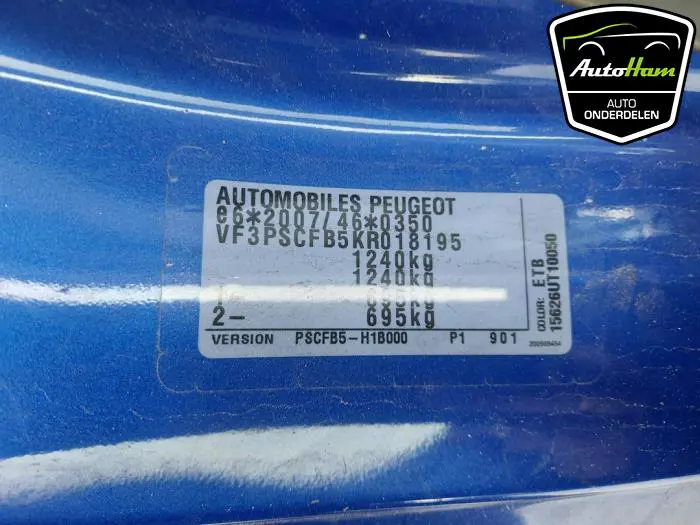 AutoHam
AUTO
ONDERDELEN
AUTOMOBILES PEUGEOT
e6*2007/46*0350
VF3PSCFB5KR018195
1240kg
1240kg
1-
2- 695kg
VERSION PSCFB5-H1B000 P1 901
COLOR: ETB
15626UT10050